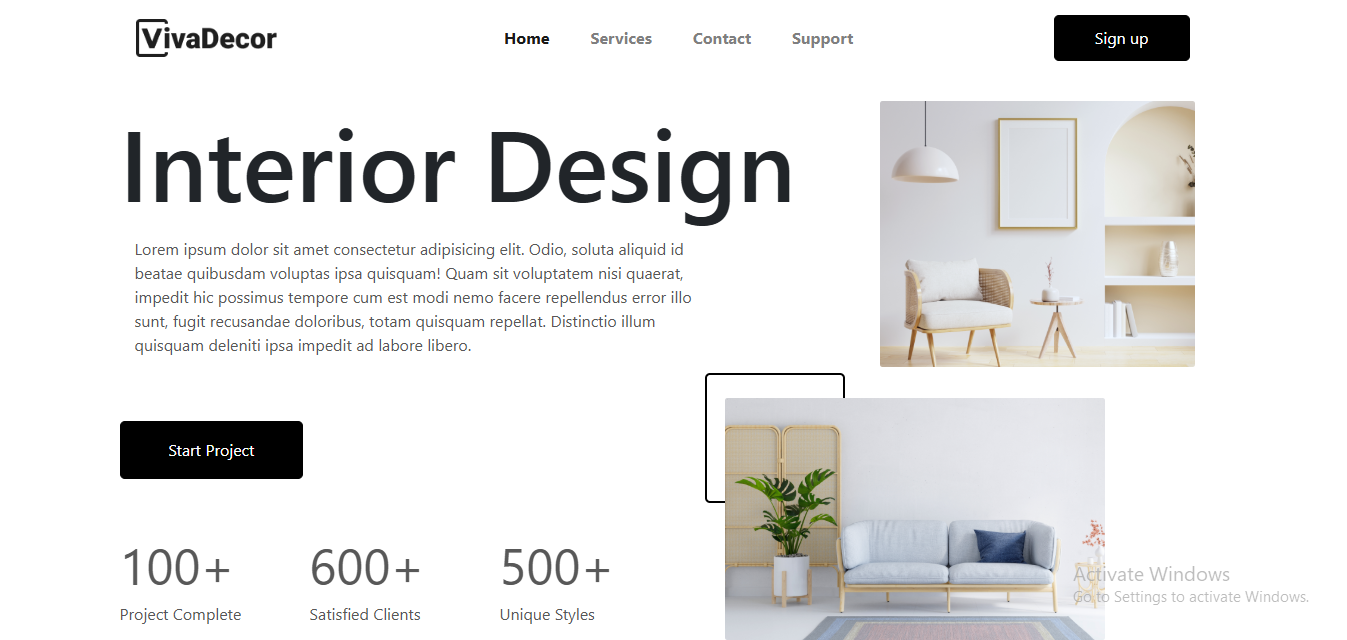 VivaDecor
Home
Services
Contact
Support
Sign up
Interior Design
Lorem ipsum dolor sit amet consectetur adipisicing elit. Odio, soluta aliquid id
beatae quibusdam voluptas ipsa quisquam! Quam sit voluptatem nisi quaerat,
impedit hic possimus tempore cum est modi nemo facere repellendus error illo
sunt, fugit recusandae doloribus, totam quisquam repellat. Distinctio illum
quisquam deleniti ipsa impedit ad labore libero.
Start Project
100+
Project Complete
600+
Satisfied Clients
500+
Unique Styles
Activate Windows
Go to Settings to activate Windows.